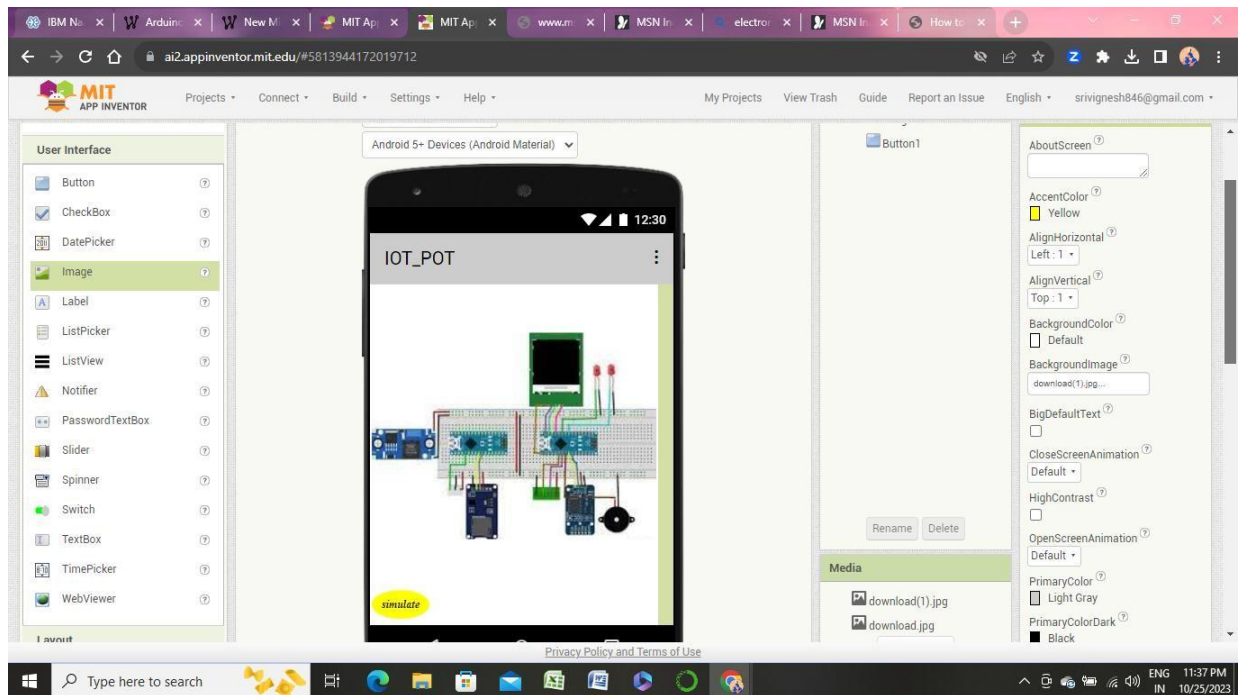 IBM Na
Arduino
New MI
MIT Ap
MIT Ap
www.m
MSN In
electror
MSN In
How to
ai2.appinventor.mit.edu/#5813944172019712
MIT
APP INVENTOR
Projects
Connect
Build
Settings
Help
My Projects
View Trash
Guide
Report an Issue
English
srivignesh846@gmail.com
User Interface
Button
CheckBox
DatePicker
Image
Label
ListPicker
ListView
Notifier
PasswordTextBox
Slider
Spinner
Switch
TextBox
TimePicker
WebViewer
Layout
Android 5+ Devices (Android Material)
12:30
IOT_POT
simulate
Button1
Rename
Delete
Media
download(1).jpg
download.jpg
AboutScreen
AccentColor
Yellow
AlignHorizontal
Left : 1
AlignVertical
Top : 1
BackgroundColor
Default
BackgroundImage
download(1).jpg...
BigDefaultText
CloseScreenAnimation
Default
HighContrast
OpenScreenAnimation
Default
PrimaryColor
Light Gray
PrimaryColorDark
Black
Privacy Policy and Terms of Use
Type here to search
ENG
IN
11:37 PM
10/25/2023